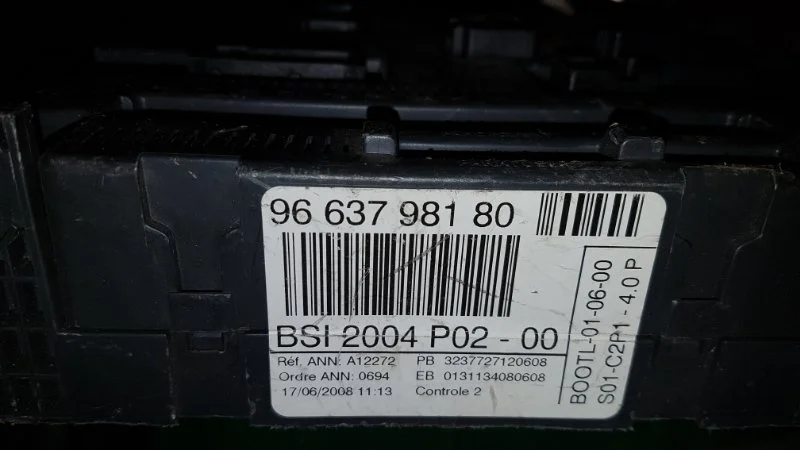 96 637 981 80
BSI 2004 P02 - 00
Réf. ANN: A12272 PB 3237727120608
Ordre ANN: 0694 EB 0131134080608
17/06/2008 11:13 Controle 2
BOOTL-01-06-00
S01-C2P1 - 4.0 P